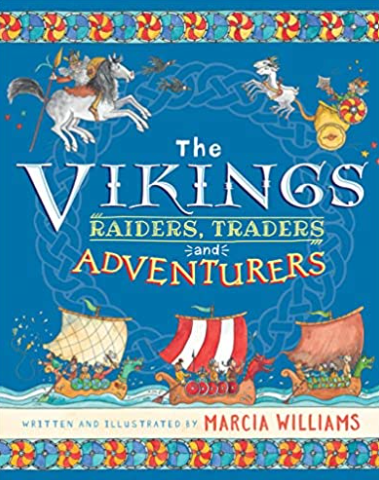 The
VIKINGS
RAIDERS, TRADERS
and
ADVENTURERS
WRITTEN AND ILLUSTRATED BY MARCIA WILLIAMS